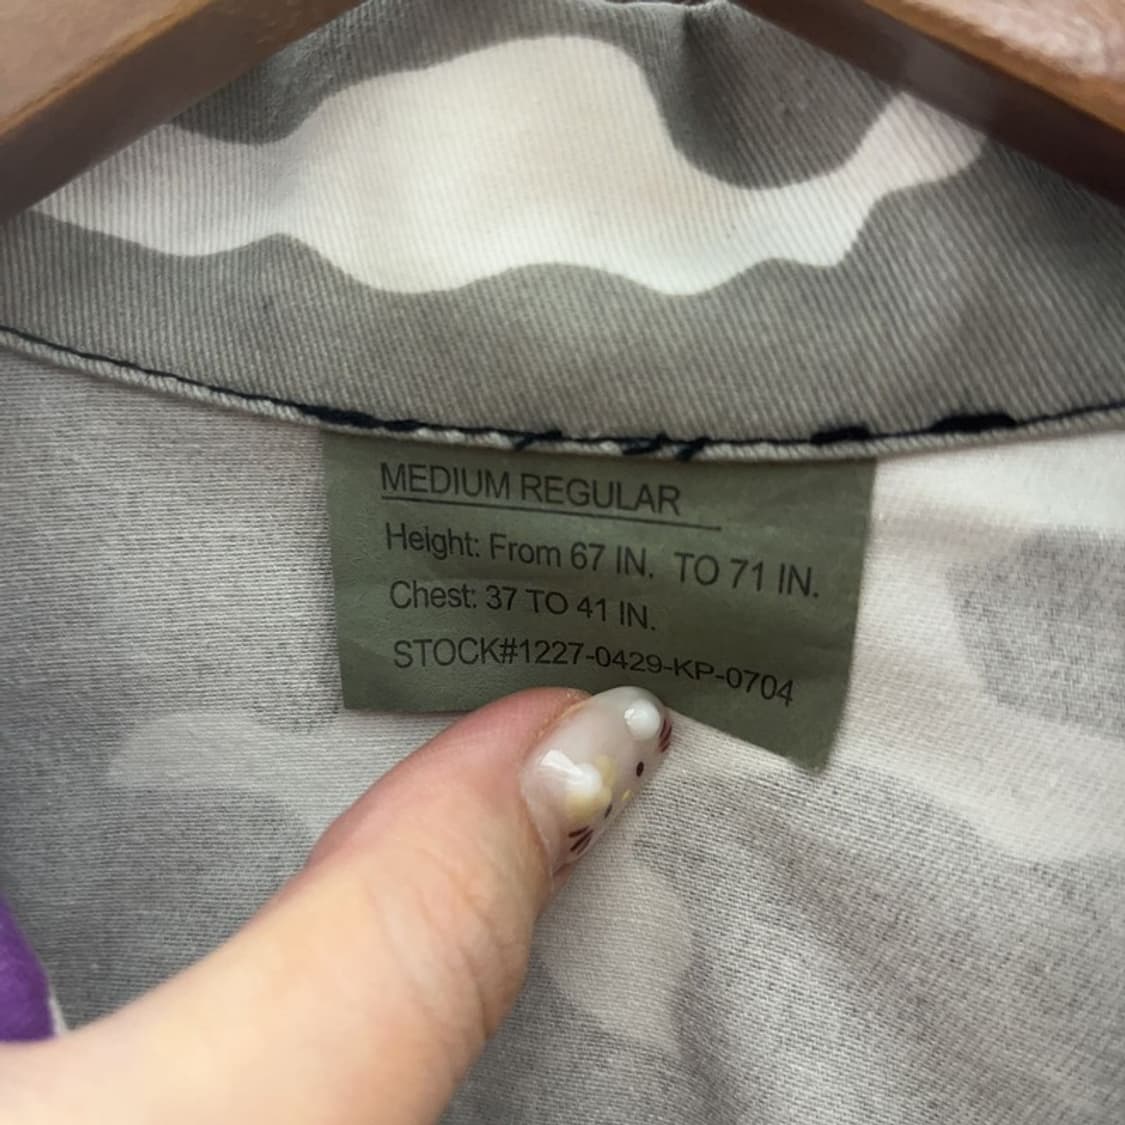 MEDIUM REGULAR
Height: From 67 IN. TO 71 IN.
Chest: 37 TO 41 IN.
STOCK#1227-0429-KP-0704